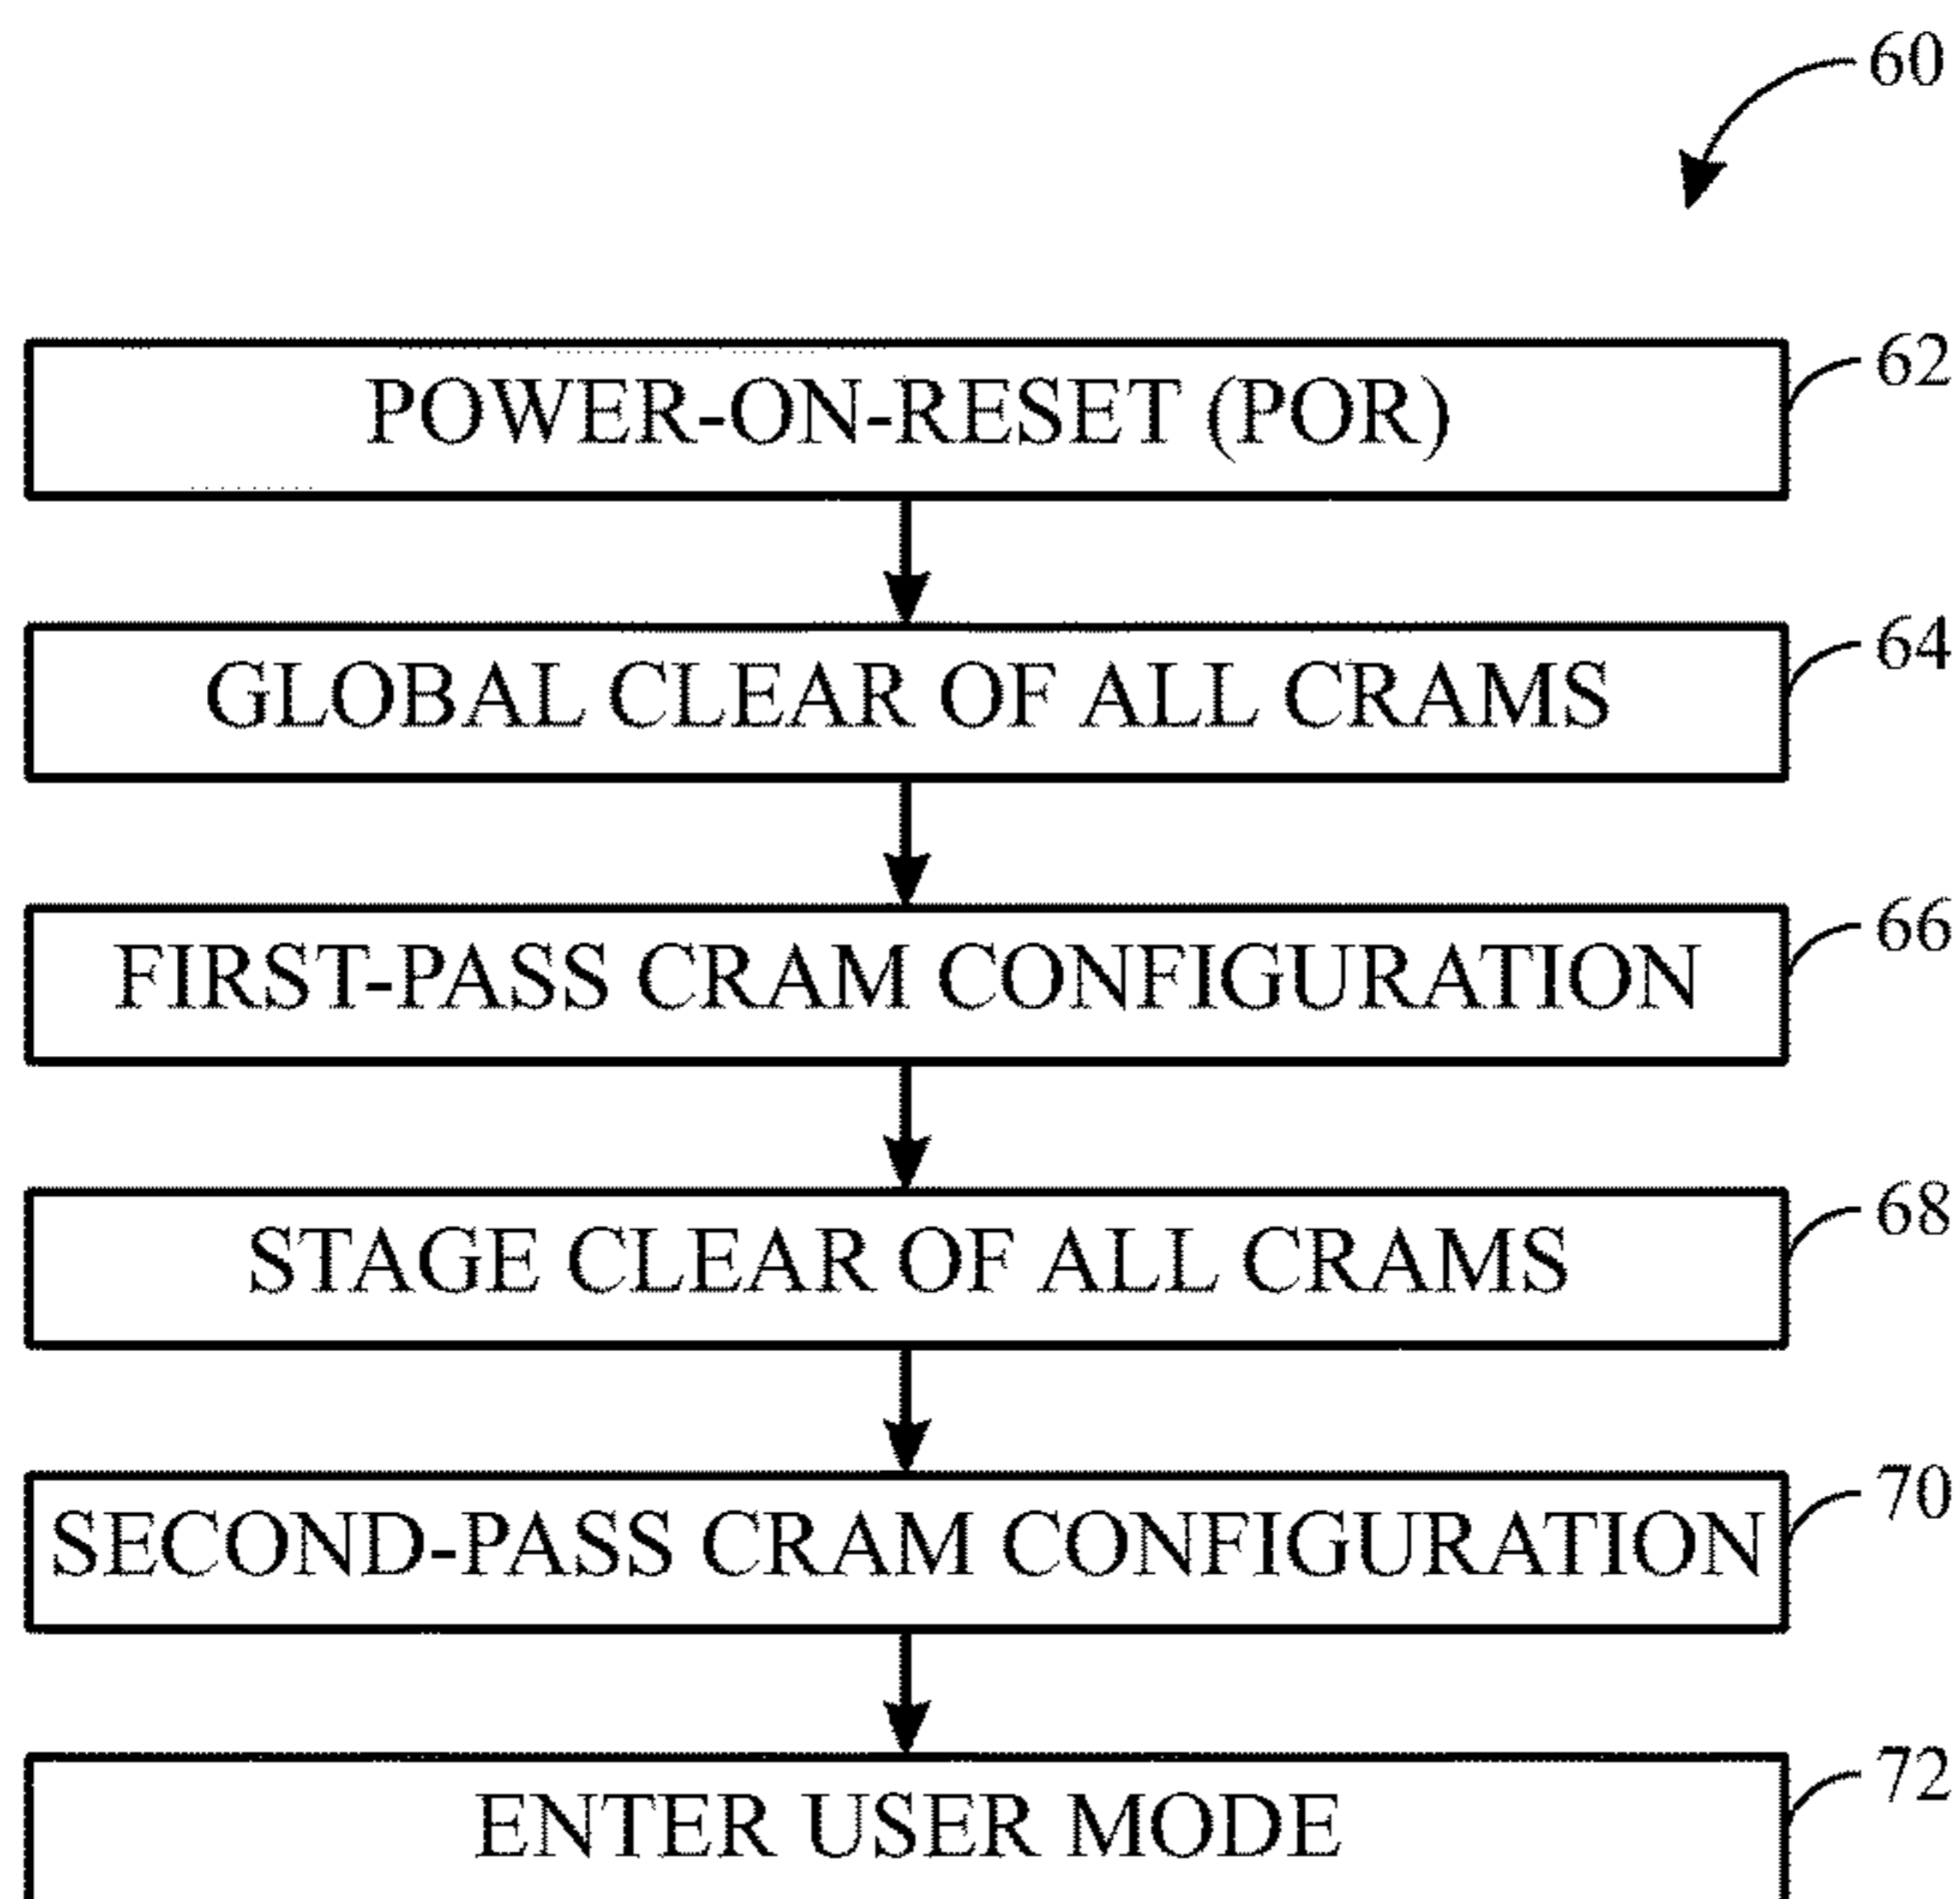 60
POWER-ON-RESET (POR)
62
GLOBAL CLEAR OF ALL CRAMS
64
FIRST-PASS CRAM CONFIGURATION
66
STAGE CLEAR OF ALL CRAMS
68
SECOND-PASS CRAM CONFIGURATION
70
ENTER USER MODE
72